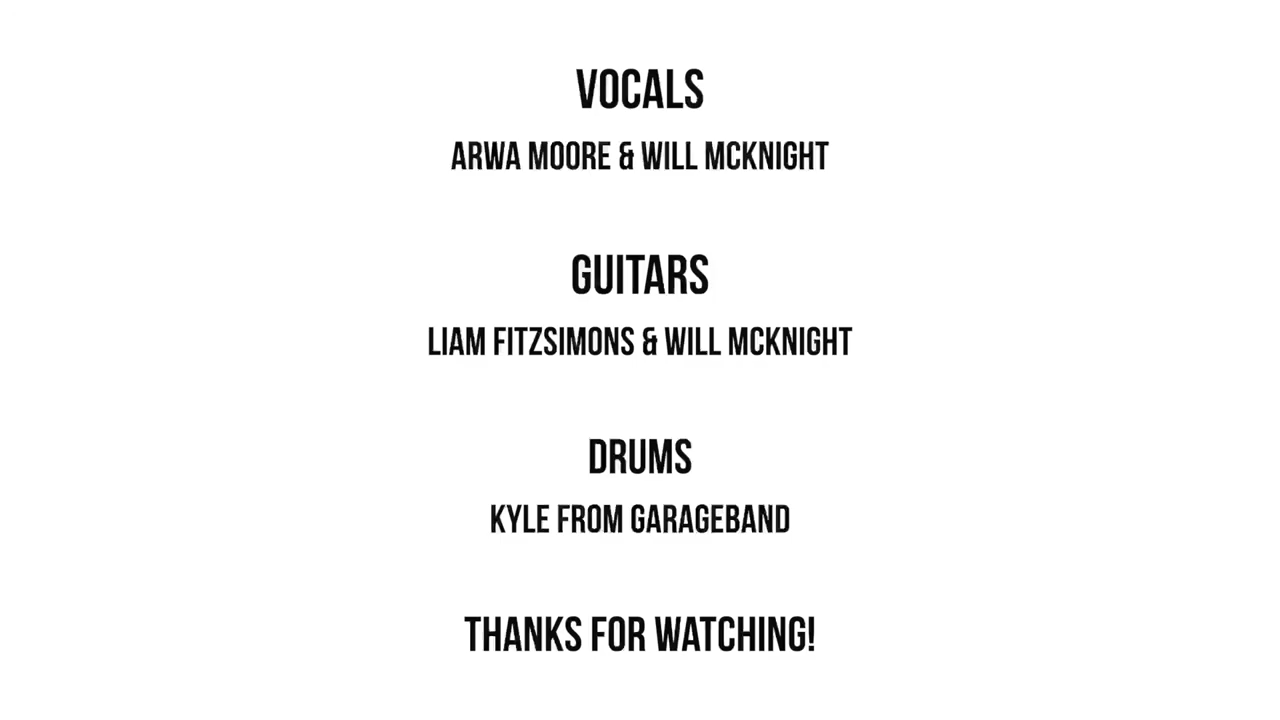 VOCALS
ARWA MOORE & WILL MCKNIGHT
GUITARS
LIAM FITZSIMONS & WILL MCKNIGHT
DRUMS
KYLE FROM GARAGEBAND
THANKS FOR WATCHING!